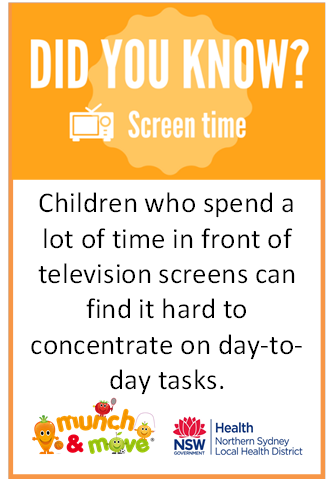 DID YOU KNOW?
Screen time
Children who spend a
lot of time in front of
television screens can
find it hard to
concentrate on day-to-
day tasks.
munch
& move
NSW
GOVERNMENT
Health
Northern Sydney
Local Health District